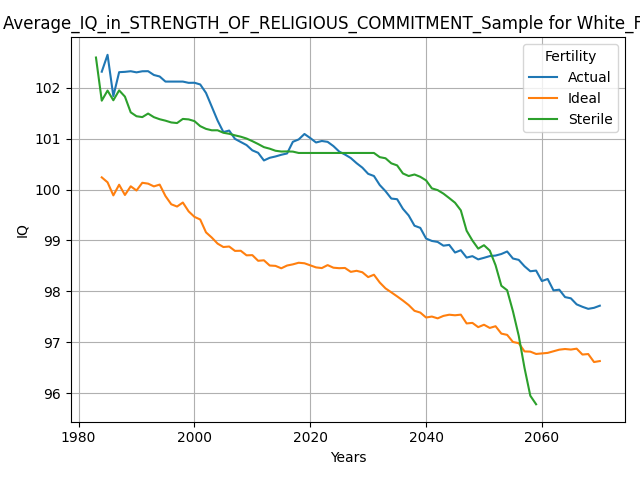 Average_IQ_in_STRENGTH_OF_RELIGIOUS_COMMITMENT_Sample for White_F
Fertility
Actual
Ideal
Sterile
102
101
100
99
98
97
96
IQ
1980
2000
2020
2040
2060
Years